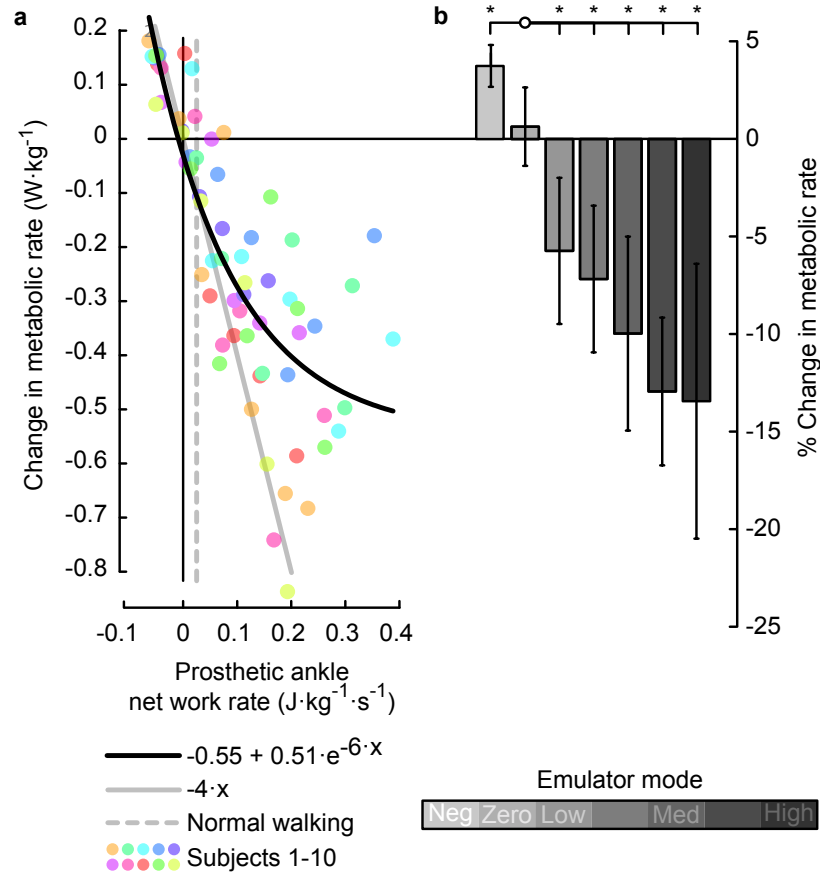 a
b
* * * * * *
0.2
0.1
0
-0.1
-0.2
-0.3
-0.4
-0.5
-0.6
-0.7
-0.8
Change in metabolic rate (W·kg⁻¹)
-0.1 0 0.1 0.2 0.3 0.4
Prosthetic ankle
net work rate (J·kg⁻¹·s⁻¹)
5
0
-5
-10
-15
-20
-25
% Change in metabolic rate
-0.55 + 0.51·e⁻⁶·ˣ
-4·x
Normal walking
Subjects 1-10
Emulator mode
Neg Zero Low Med High